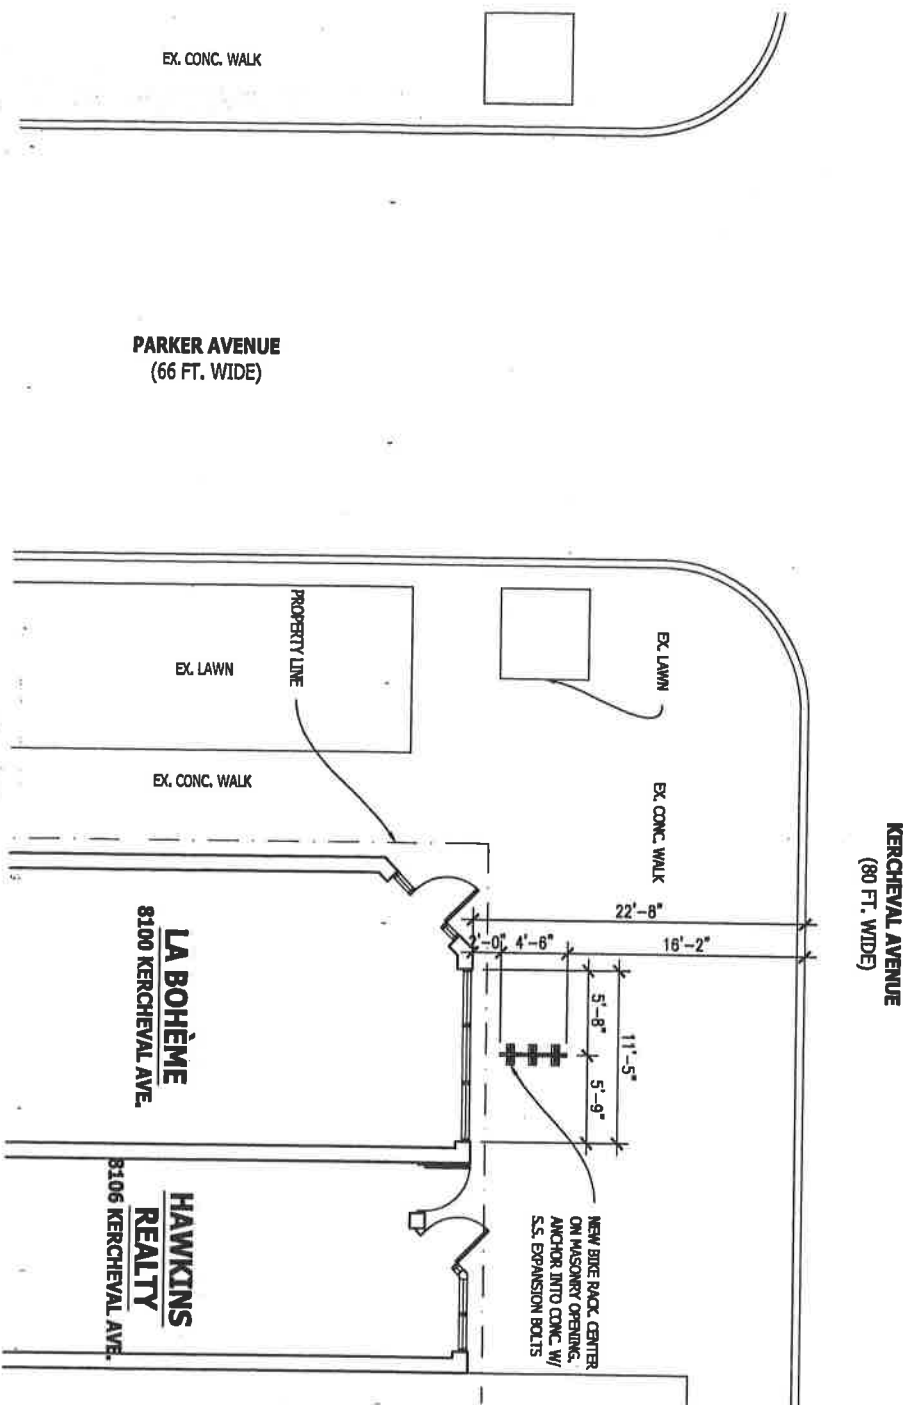 EX. CONC. WALK
PARKER AVENUE
(66 FT. WIDE)
KERCHEVAL AVENUE
(80 FT. WIDE)
EX. LAWN
PROPERTY LINE
EX. LAWN
EX. CONC. WALK
EX. CONC. WALK
22'-8"
2'-0"
4'-6"
16'-2"
5'-8"
11'-5"
5'-9"
LA BOHÈME
8100 KERCHEVAL AVE.
HAWKINS
REALTY
8106 KERCHEVAL AVE.
NEW BIKE RACK. CENTER
ON MASONRY OPENING.
ANCHOR INTO CONC. W/
S.S. EXPANSION BOLTS